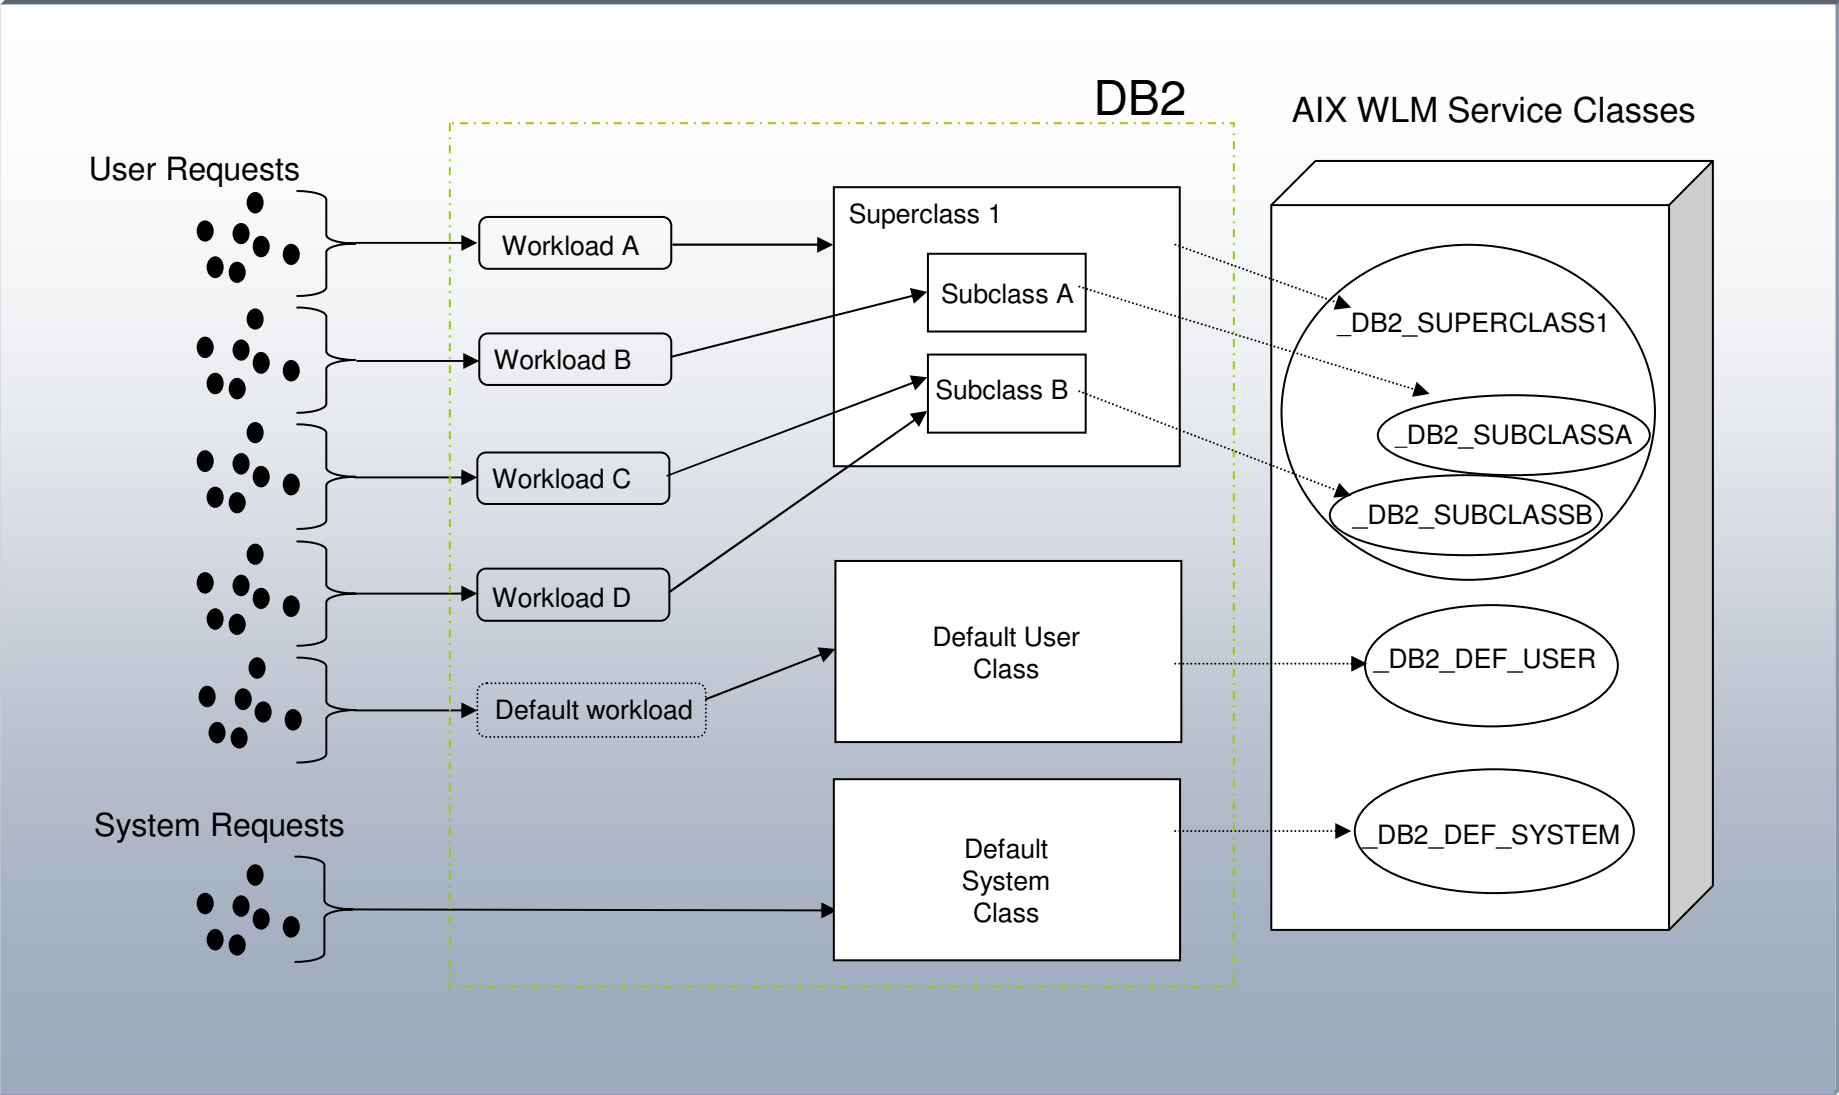 DB2
AIX WLM Service Classes
User Requests
Workload A
Workload B
Workload C
Workload D
Default workload
System Requests
Superclass 1
Subclass A
Subclass B
Default User
Class
Default
System
Class
_DB2_SUPERCLASS1
_DB2_SUBCLASSA
_DB2_SUBCLASSB
_DB2_DEF_USER
_DB2_DEF_SYSTEM